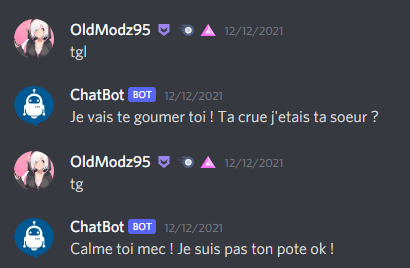 OldModz95 12/12/2021
tgl
ChatBot BOT 12/12/2021
Je vais te goumer toi ! Ta crue j'etais ta soeur ?
OldModz95 12/12/2021
tg
ChatBot BOT 12/12/2021
Calme toi mec ! Je suis pas ton pote ok !